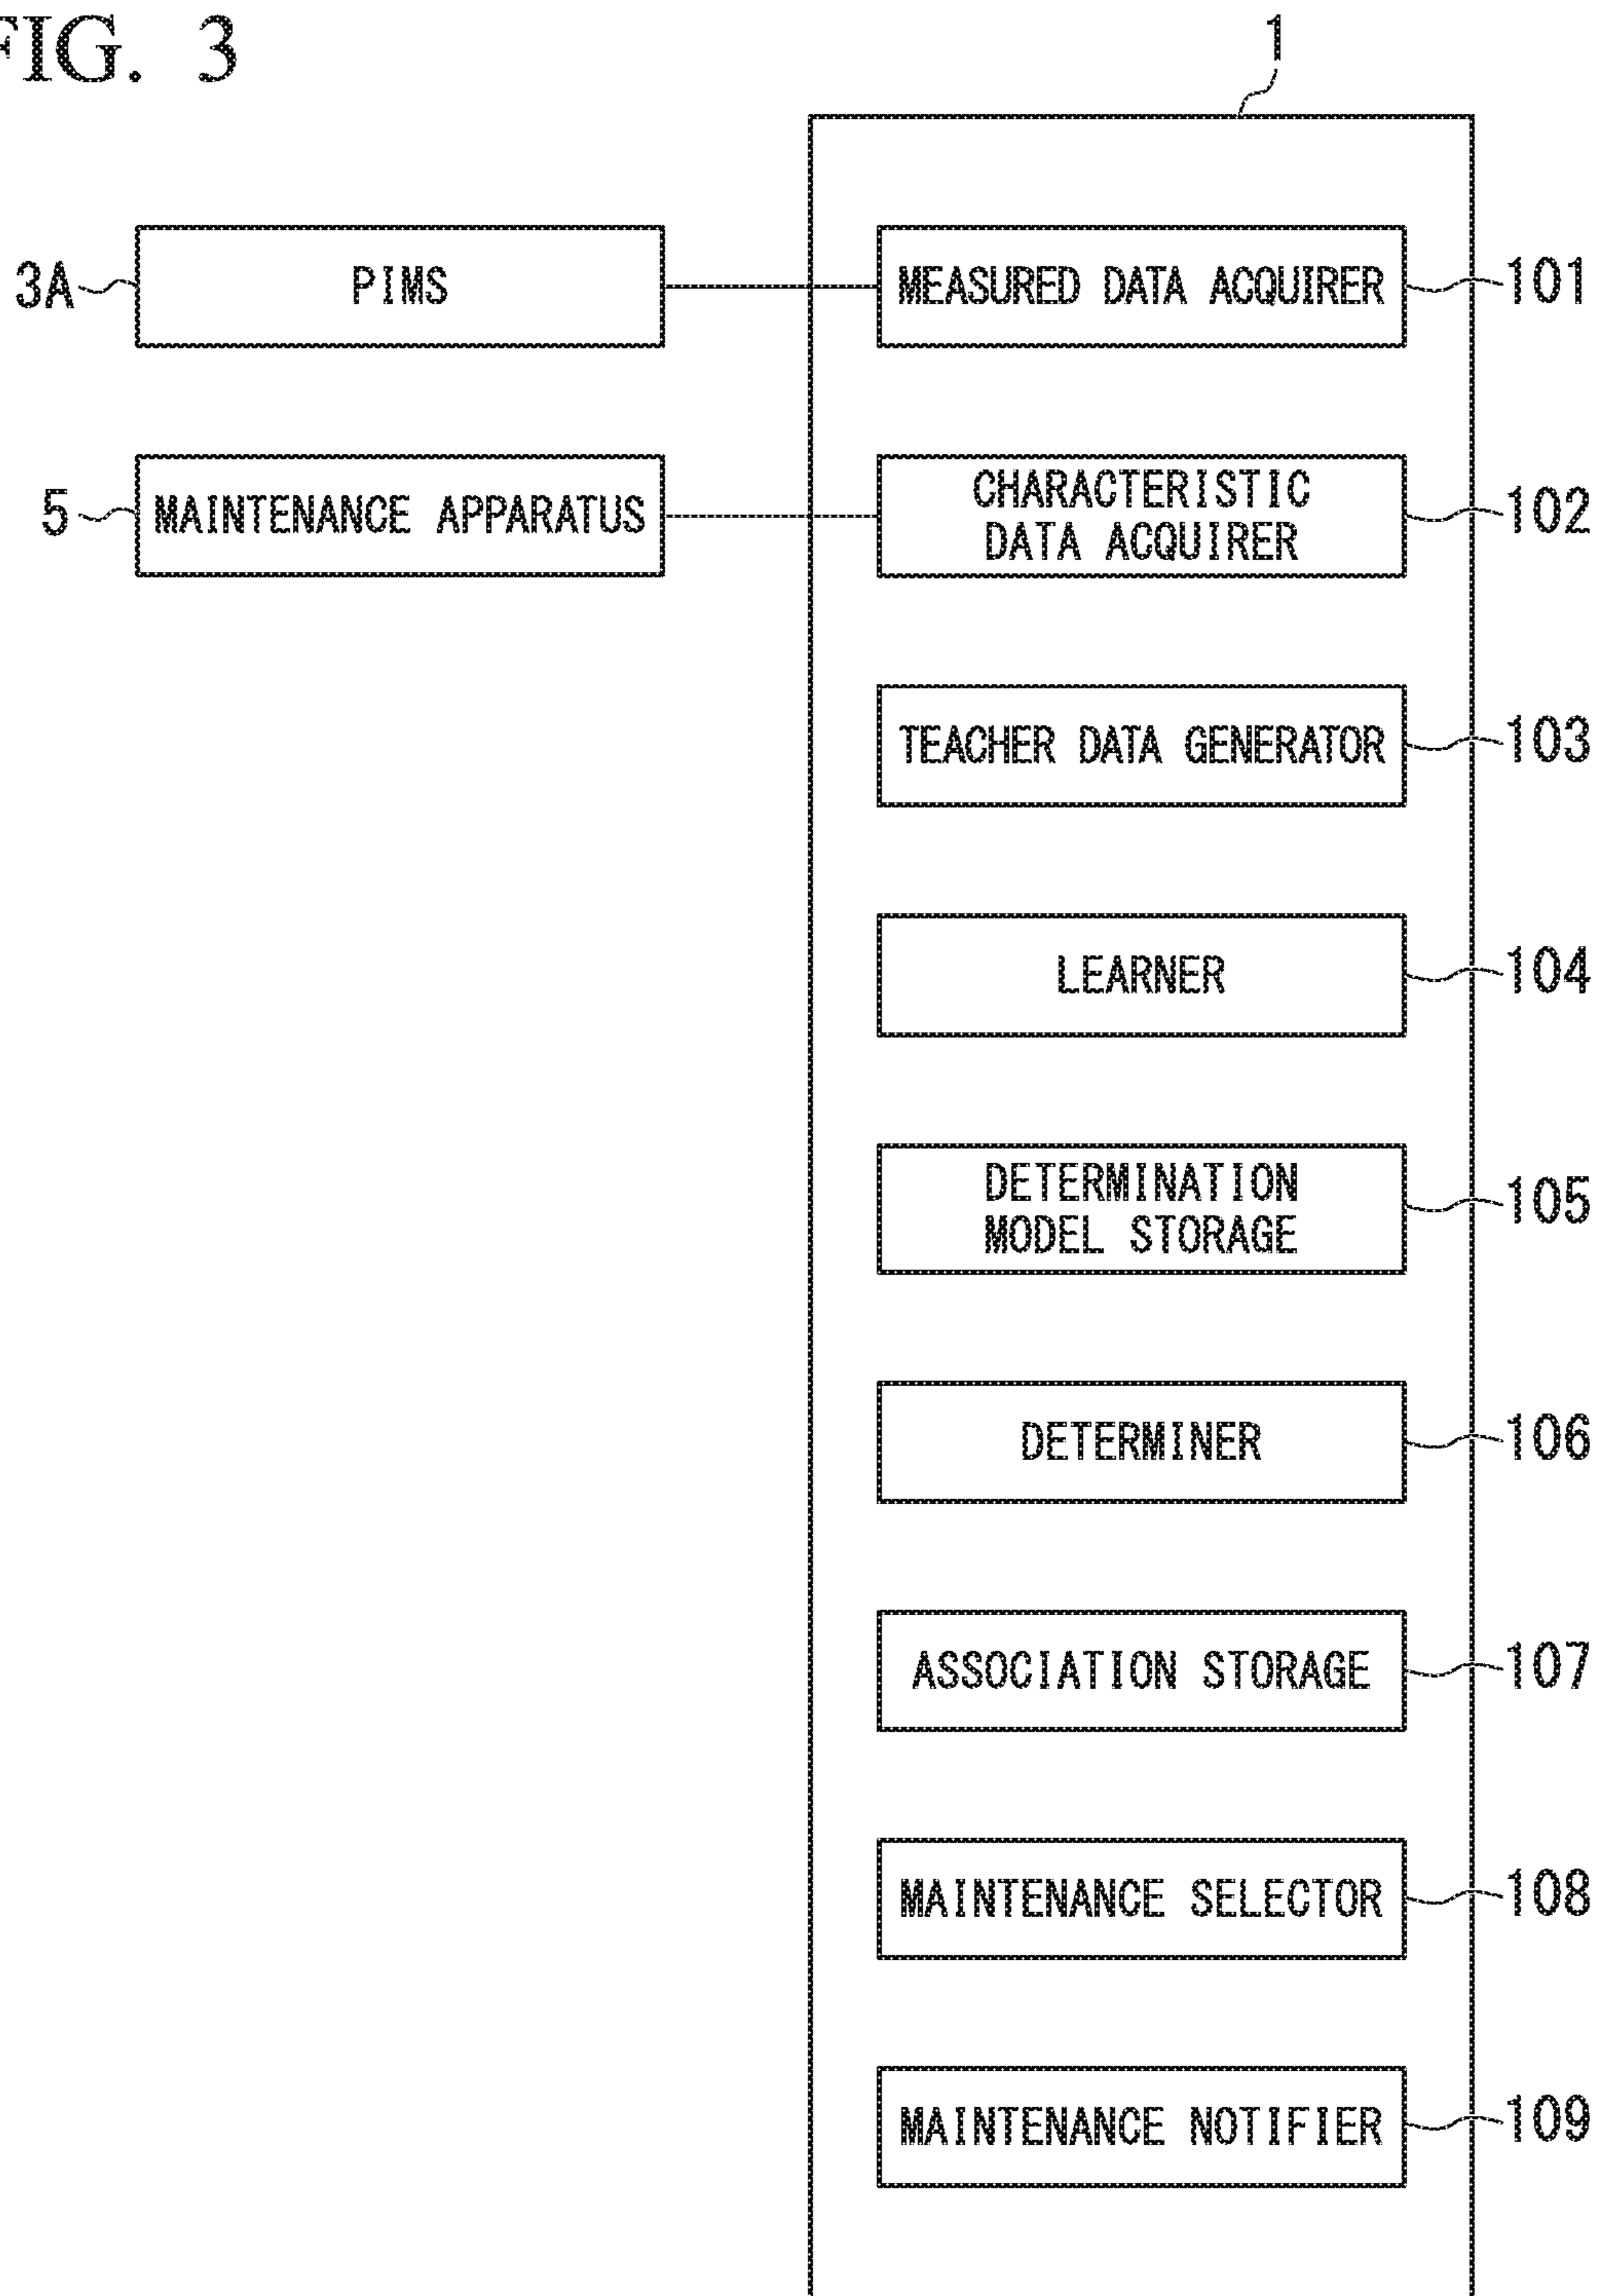 FIG. 3
1
3A
PIMS
MEASURED DATA ACQUIRER
101
5
MAINTENANCE APPARATUS
CHARACTERISTIC
DATA ACQUIRER
102
TEACHER DATA GENERATOR
103
LEARNER
104
DETERMINATION
MODEL STORAGE
105
DETERMINER
106
ASSOCIATION STORAGE
107
MAINTENANCE SELECTOR
108
MAINTENANCE NOTIFIER
109